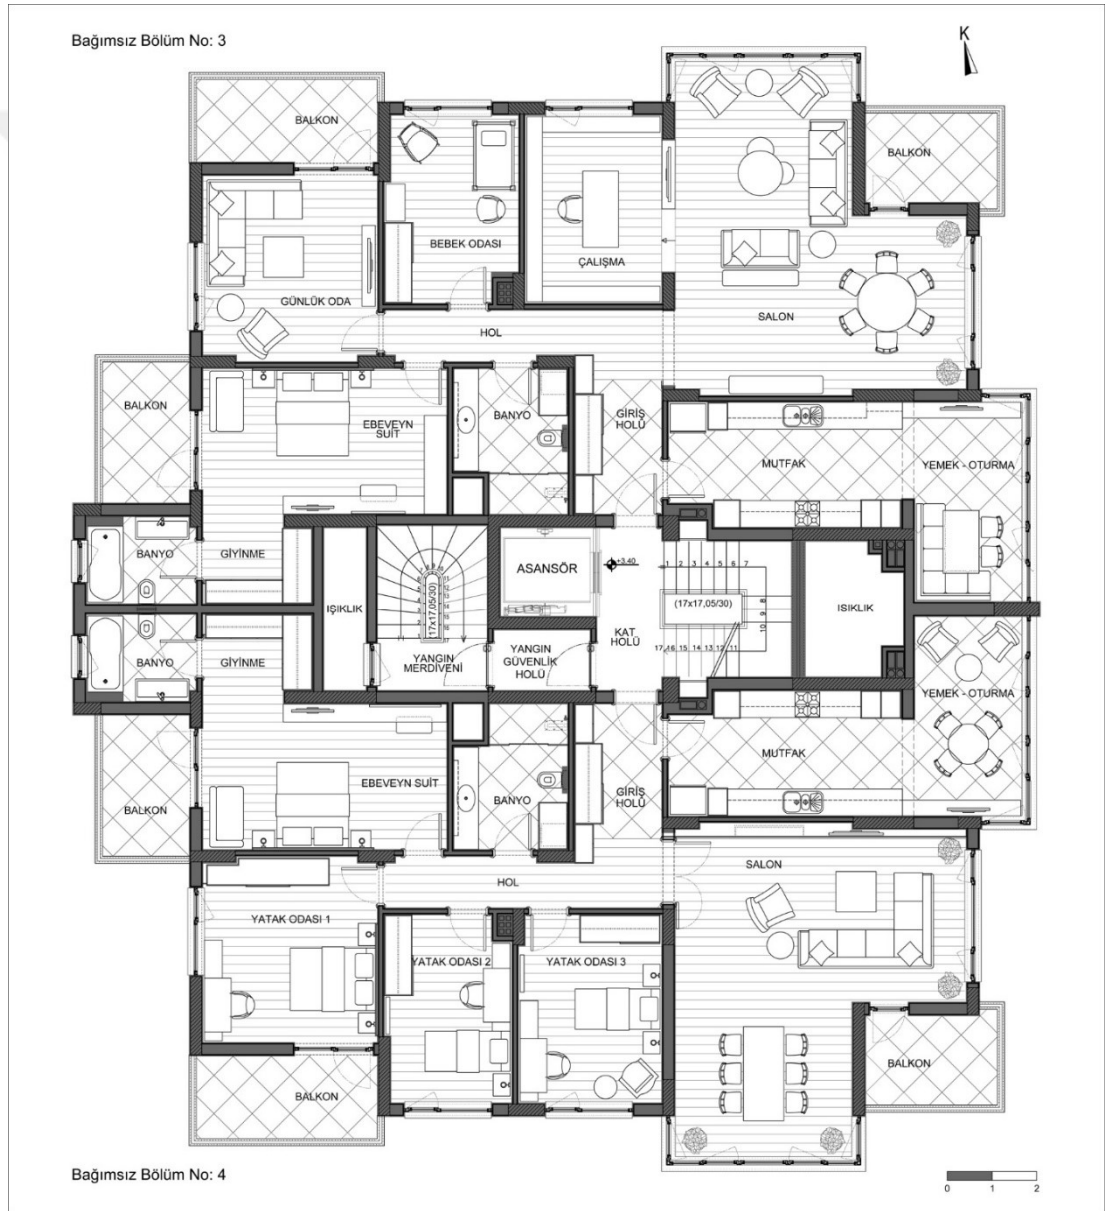 Bağımsız Bölüm No: 3
K
BALKON
BALKON
BEBEK ODASI
ÇALIŞMA
GÜNLÜK ODA
SALON
HOL
BALKON
EBEVEYN
SUİT
BANYO
GİRİŞ
HOLÜ
MUTFAK
YEMEK - OTURMA
BANYO
GİYİNME
IŞIKLIK
(17x17,05/30)
ASANSÖR
+3.40
1 2 3 4 5 6 7
8
9
10
(17x17,05/30)
ISIKLIK
KAT
HOLÜ
17 16 15 14 13 12 11
YANGIN
MERDİVENİ
YANGIN
GÜVENLİK
HOLÜ
BANYO
GİYİNME
YEMEK - OTURMA
MUTFAK
EBEVEYN SUİT
BANYO
GİRİŞ
HOLÜ
BALKON
SALON
HOL
YATAK ODASI 1
YATAK ODASI 2
YATAK ODASI 3
BALKON
BALKON
Bağımsız Bölüm No: 4
0 1 2